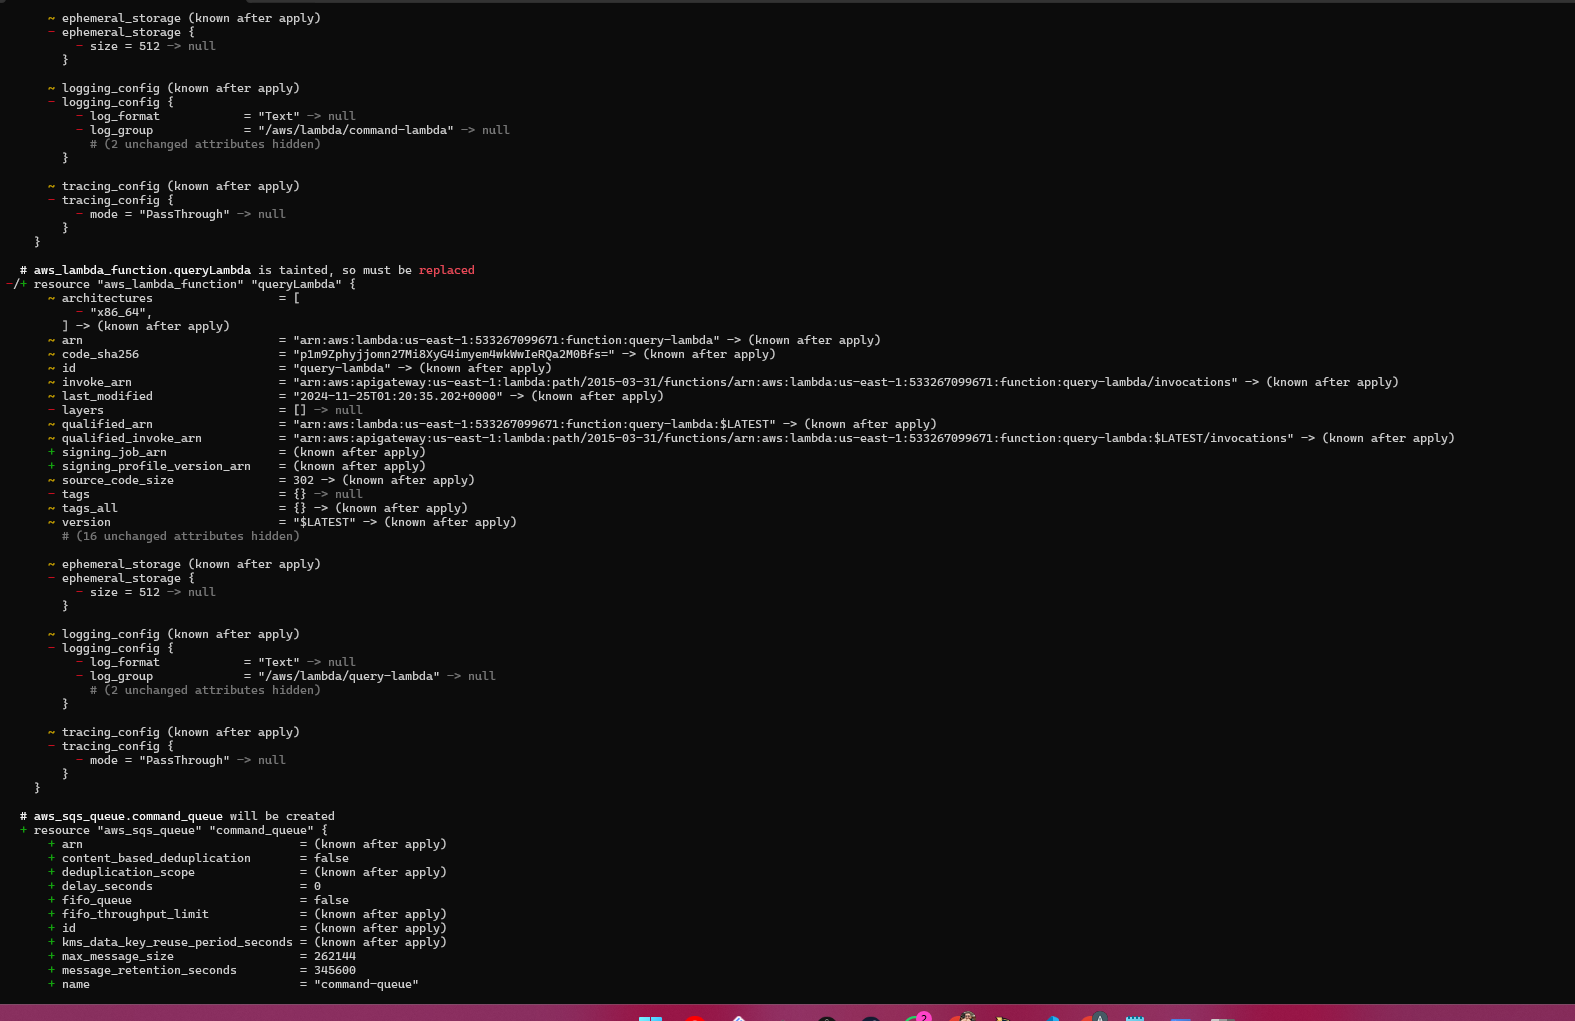 ~ ephemeral_storage (known after apply)
- ephemeral_storage {
- size = 512 -> null
}
~ logging_config (known after apply)
- logging_config {
- log_format = "Text" -> null
- log_group = "/aws/lambda/command-lambda" -> null
# (2 unchanged attributes hidden)
}
~ tracing_config (known after apply)
- tracing_config {
- mode = "PassThrough" -> null
}
}
# aws_lambda_function.queryLambda is tainted, so must be replaced
-/+ resource "aws_lambda_function" "queryLambda" {
~ architectures = [
- "x86_64",
] -> (known after apply)
~ arn = "arn:aws:lambda:us-east-1:533267099671:function:query-lambda" -> (known after apply)
~ code_sha256 = "p1m9Zphyjjomn27Mi8XyG4imyem4wkWwIeRQa2M0Bfs=" -> (known after apply)
~ id = "query-lambda" -> (known after apply)
~ invoke_arn = "arn:aws:apigateway:us-east-1:lambda:path/2015-03-31/functions/arn:aws:lambda:us-east-1:533267099671:function:query-lambda/invocations" -> (known after apply)
~ last_modified = "2024-11-25T01:20:35.202+0000" -> (known after apply)
- layers = [] -> null
~ qualified_arn = "arn:aws:lambda:us-east-1:533267099671:function:query-lambda:$LATEST" -> (known after apply)
~ qualified_invoke_arn = "arn:aws:apigateway:us-east-1:lambda:path/2015-03-31/functions/arn:aws:lambda:us-east-1:533267099671:function:query-lambda:$LATEST/invocations" -> (known after apply)
+ signing_job_arn = (known after apply)
+ signing_profile_version_arn = (known after apply)
~ source_code_size = 302 -> (known after apply)
- tags = {} -> null
~ tags_all = {} -> (known after apply)
~ version = "$LATEST" -> (known after apply)
# (16 unchanged attributes hidden)
~ ephemeral_storage (known after apply)
- ephemeral_storage {
- size = 512 -> null
}
~ logging_config (known after apply)
- logging_config {
- log_format = "Text" -> null
- log_group = "/aws/lambda/query-lambda" -> null
# (2 unchanged attributes hidden)
}
~ tracing_config (known after apply)
- tracing_config {
- mode = "PassThrough" -> null
}
}
# aws_sqs_queue.command_queue will be created
+ resource "aws_sqs_queue" "command_queue" {
+ arn = (known after apply)
+ content_based_deduplication = false
+ deduplication_scope = (known after apply)
+ delay_seconds = 0
+ fifo_queue = false
+ fifo_throughput_limit = (known after apply)
+ id = (known after apply)
+ kms_data_key_reuse_period_seconds = (known after apply)
+ max_message_size = 262144
+ message_retention_seconds = 345600
+ name = "command-queue"
2
A